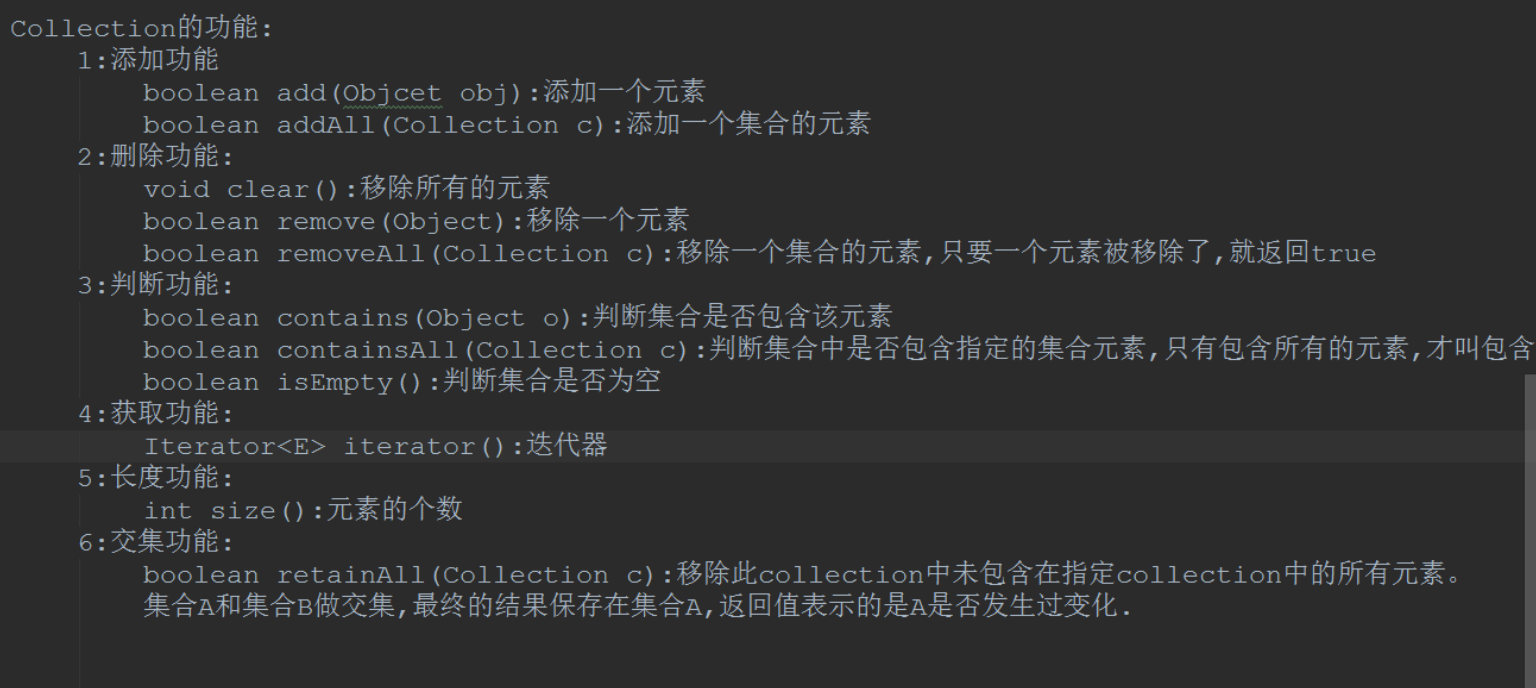 Collection的功能:
1:添加功能
boolean add(Objcet obj):添加一个元素
boolean addAll(Collection c):添加一个集合的元素
2:删除功能:
void clear():移除所有的元素
boolean remove(Object):移除一个元素
boolean removeAll(Collection c):移除一个集合的元素,只要一个元素被移除了,就返回true
3:判断功能:
boolean contains(Object o):判断集合是否包含该元素
boolean containsAll(Collection c):判断集合中是否包含指定的集合元素,只有包含所有的元素,才叫包含
boolean isEmpty():判断集合是否为空
4:获取功能:
Iterator<E> iterator():迭代器
5:长度功能:
int size():元素的个数
6:交集功能:
boolean retainAll(Collection c):移除此collection中未包含在指定collection中的所有元素。
集合A和集合B做交集,最终的结果保存在集合A,返回值表示的是A是否发生过变化.